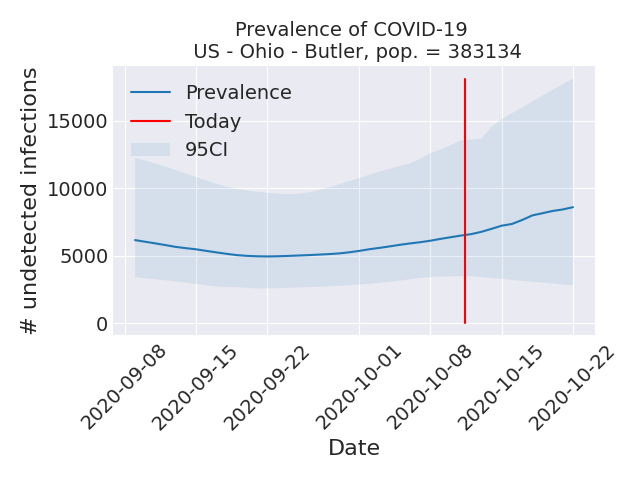 Prevalence of COVID-19
US - Ohio - Butler, pop. = 383134
Prevalence
Today
95CI
# undetected infections
15000
10000
5000
0
2020-09-08
2020-09-15
2020-09-22
2020-10-01
2020-10-08
2020-10-15
2020-10-22
Date